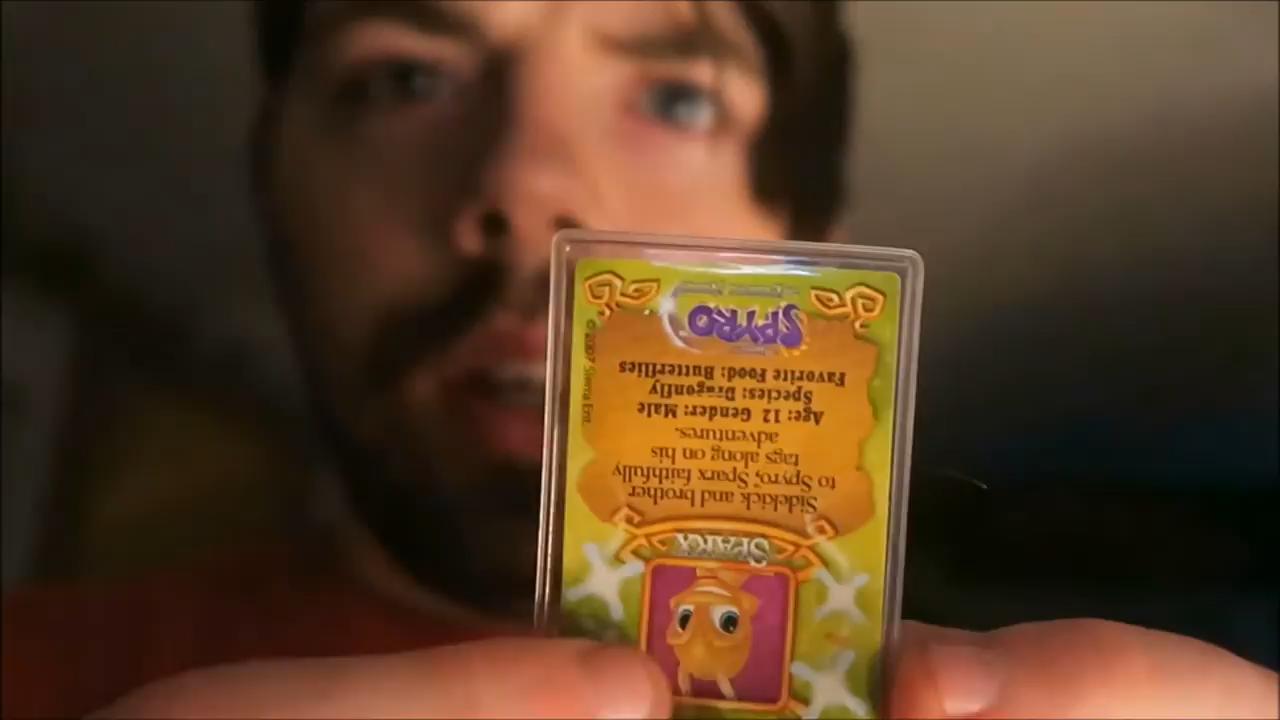 SPARX
Sidekick and brother
to Spyro,™ Sparx faithfully
tags along on his
adventures.
Age: 12 Gender: Male
Species: Dragonfly
Favorite Food: Butterflies
SPYRO
©2007 Sierra Ent.